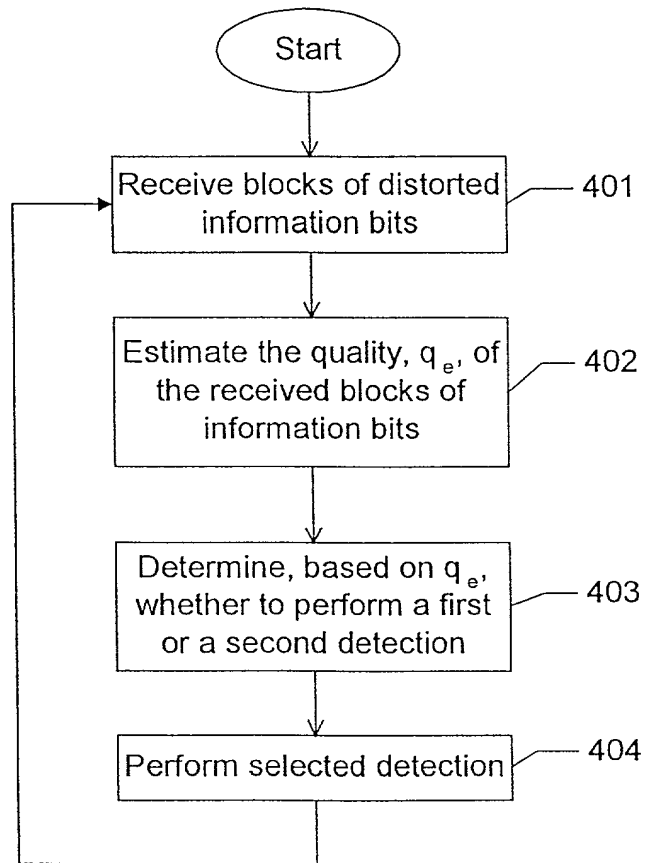 Start
Receive blocks of distorted
information bits
401
Estimate the quality, q e, of
the received blocks of
information bits
402
Determine, based on q e,
whether to perform a first
or a second detection
403
Perform selected detection
404